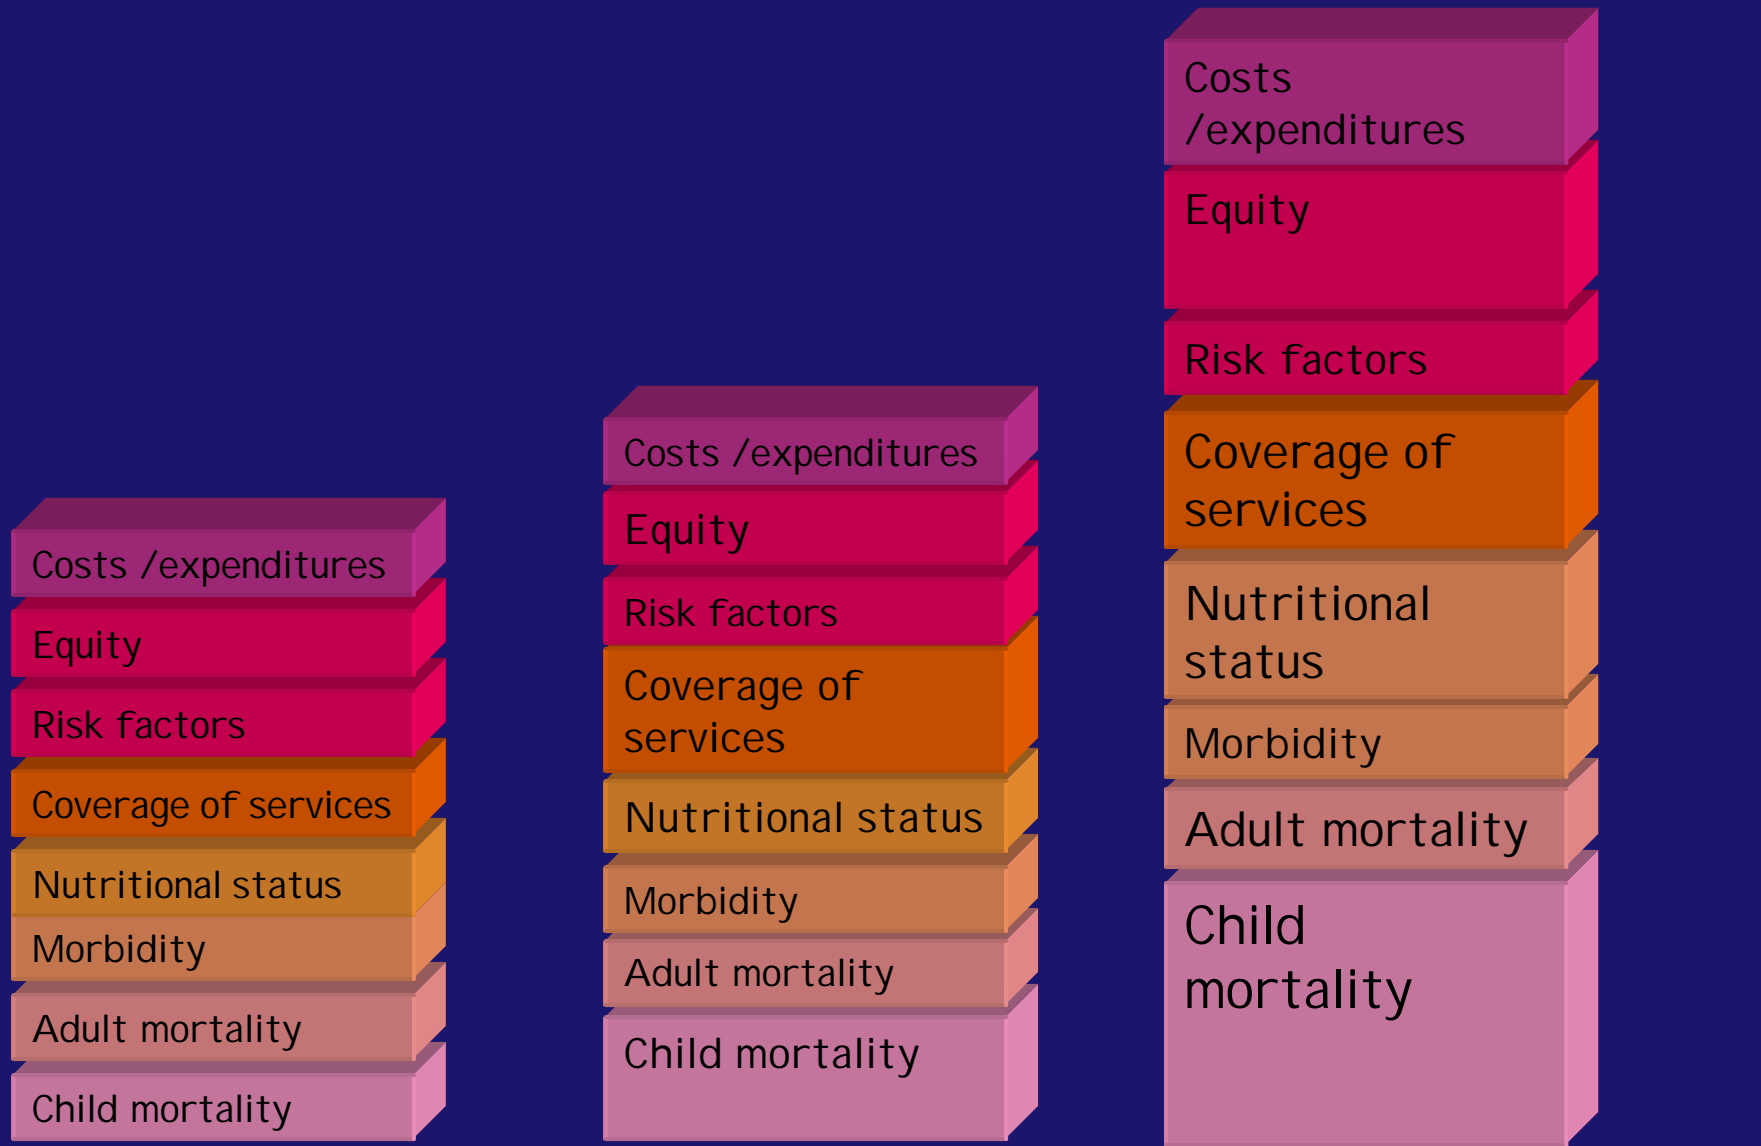 Costs /expenditures
Equity
Risk factors
Coverage of services
Nutritional status
Morbidity
Adult mortality
Child mortality
Costs /expenditures
Equity
Risk factors
Coverage of
services
Nutritional status
Morbidity
Adult mortality
Child mortality
Costs
/expenditures
Equity
Risk factors
Coverage of
services
Nutritional
status
Morbidity
Adult mortality
Child
mortality